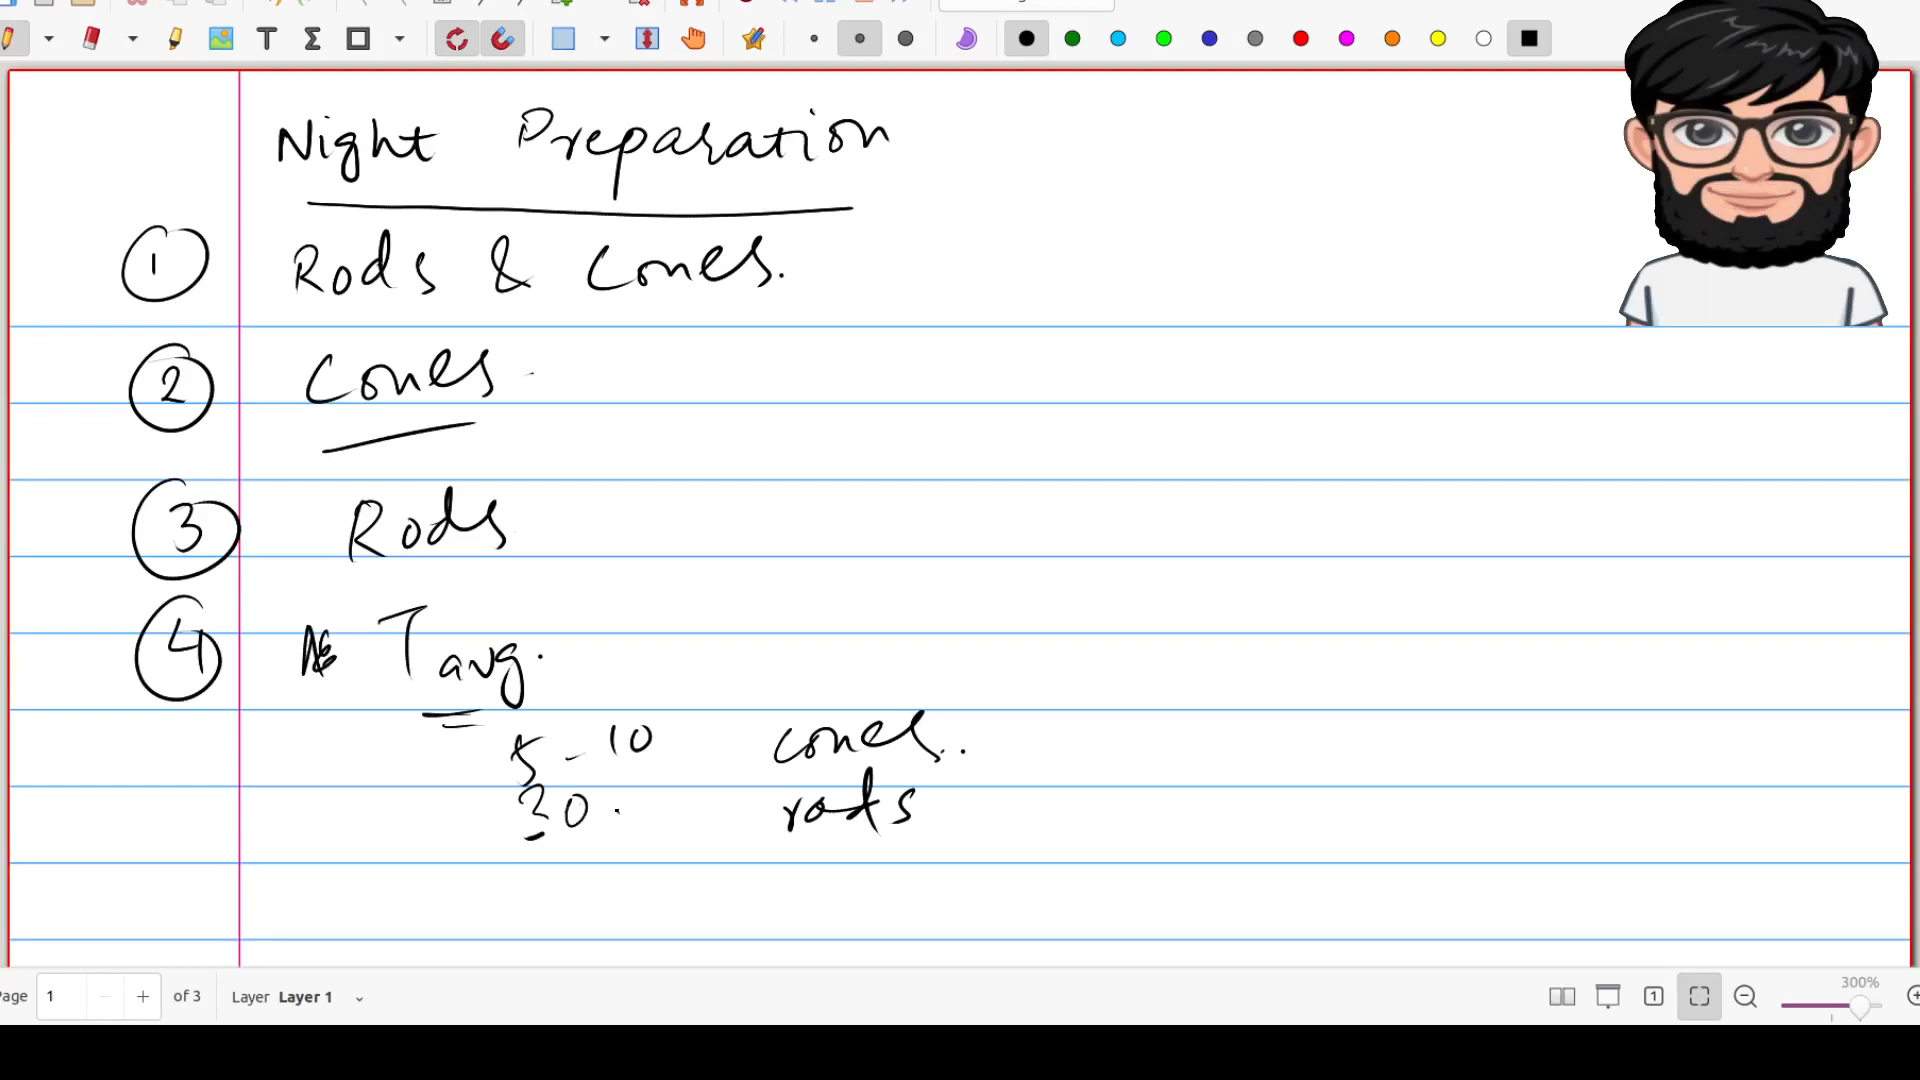 Night Preparation
1 Rods & Cones.
2 Cones
3 Rods
4 Tavg.
5-10 cones..
30. rods
Page 1 of 3 Layer Layer 1 300%